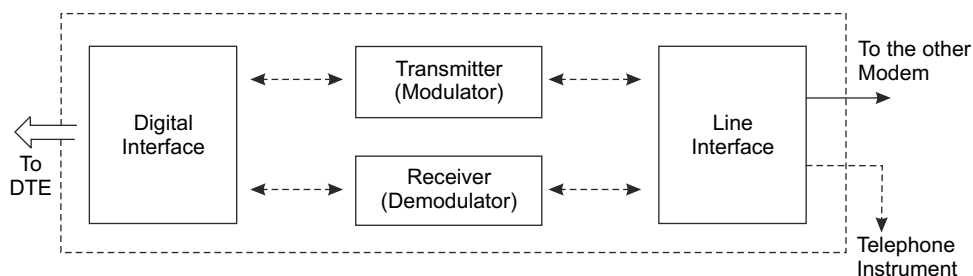 To
DTE
Digital
Interface
Transmitter
(Modulator)
Receiver
(Demodulator)
Line
Interface
To the other
Modem
Telephone
Instrument